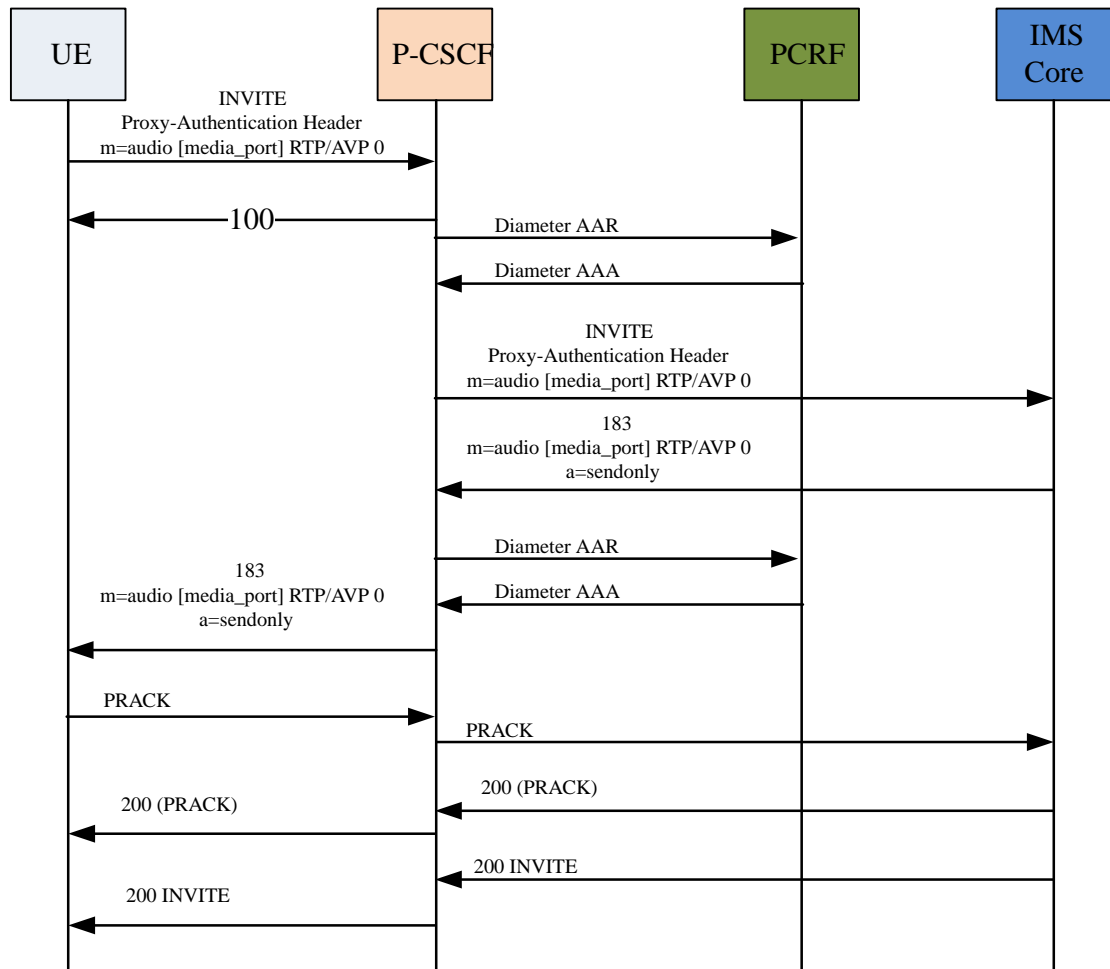 UE
P-CSCF
PCRF
IMS
Core
INVITE
Proxy-Authentication Header
m=audio [media_port] RTP/AVP 0
100
Diameter AAR
Diameter AAA
INVITE
Proxy-Authentication Header
m=audio [media_port] RTP/AVP 0
183
m=audio [media_port] RTP/AVP 0
a=sendonly
Diameter AAR
Diameter AAA
183
m=audio [media_port] RTP/AVP 0
a=sendonly
PRACK
PRACK
200 (PRACK)
200 (PRACK)
200 INVITE
200 INVITE